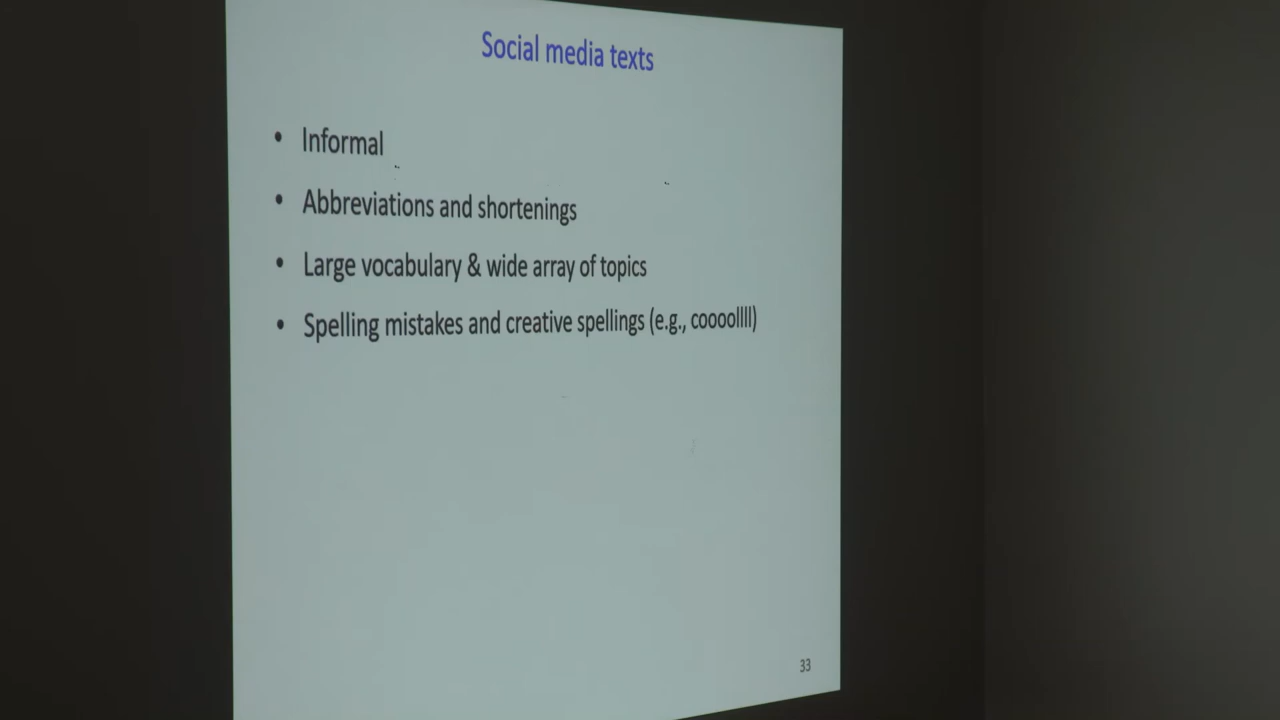 Social media texts
• Informal
• Abbreviations and shortenings
• Large vocabulary & wide array of topics
• Spelling mistakes and creative spellings (e.g., coooollll)
33